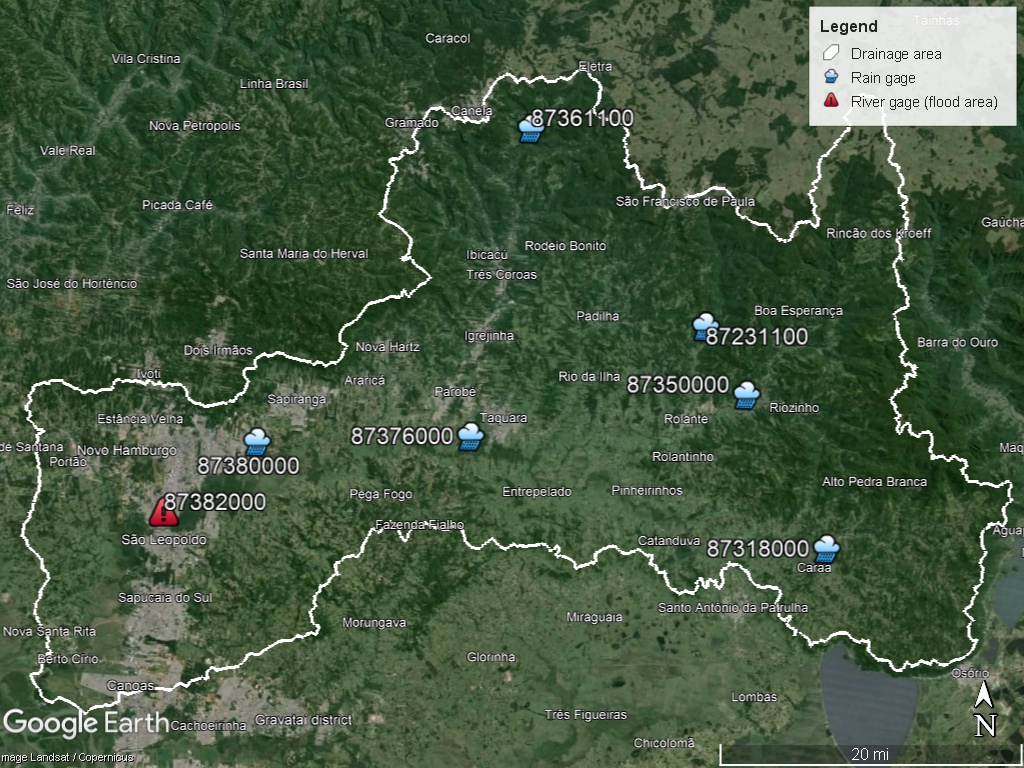 Legend
Tainhas
Drainage area
Rain gage
River gage (flood area)
Caracol
Vila Cristina
Eletra
Linha Brasil
Canela
87361100
Gramado
Nova Petrópolis
Vale Real
São Francisco de Paula
Picada Café
Feliz
Gaúcha
Rincão dos Kroeff
Rodeio Bonito
Santa Maria do Herval
Ibicacú
Três Coroas
São José do Hortêncio
Boa Esperança
Padilha
87231100
Igrejinha
Barra do Ouro
Nova Hartz
Dois Irmãos
Ivoti
Araricá
Rio da Ilha
87350000
Parobé
Sapiranga
Riozinho
Estância Velha
Taquara
Rolante
87376000
de Santana
Novo Hamburgo
Maq
Portão
87380000
Rolantinho
Alto Pedra Branca
Pega Fogo
Entrepelado
Pinheirinhos
87382000
Fazenda Fialho
Aguap
São Leopoldo
Catanduva
87318000
Caraá
Sapucaia do Sul
Santo Antônio da Patrulha
Miraguaia
Morungava
Nova Santa Rita
Berto Círio
Glorinha
Osório
Canoas
Lombas
Google Earth
Cachoeirinha
Gravatai district
Três Figueiras
N
Chicolomã
20 mi
mage Landsat / Copernicus